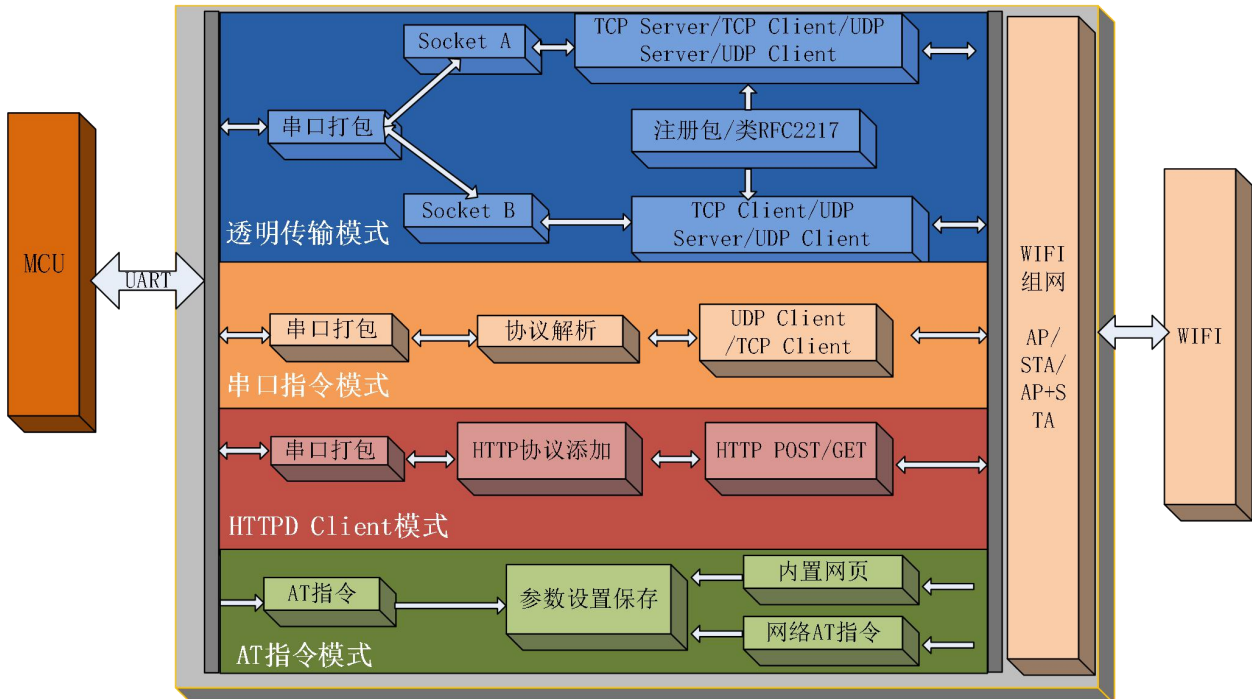 MCU
UART
Socket A
TCP Server/TCP Client/UDP
Server/UDP Client
串口打包
注册包/类RFC2217
Socket B
TCP Client/UDP
Server/UDP Client
透明传输模式
串口打包
协议解析
UDP Client
/TCP Client
串口指令模式
串口打包
HTTP协议添加
HTTP POST/GET
HTTPD Client模式
AT指令
参数设置保存
内置网页
网络AT指令
AT指令模式
WIFI
组网
AP/
STA/
AP+S
TA
WIFI